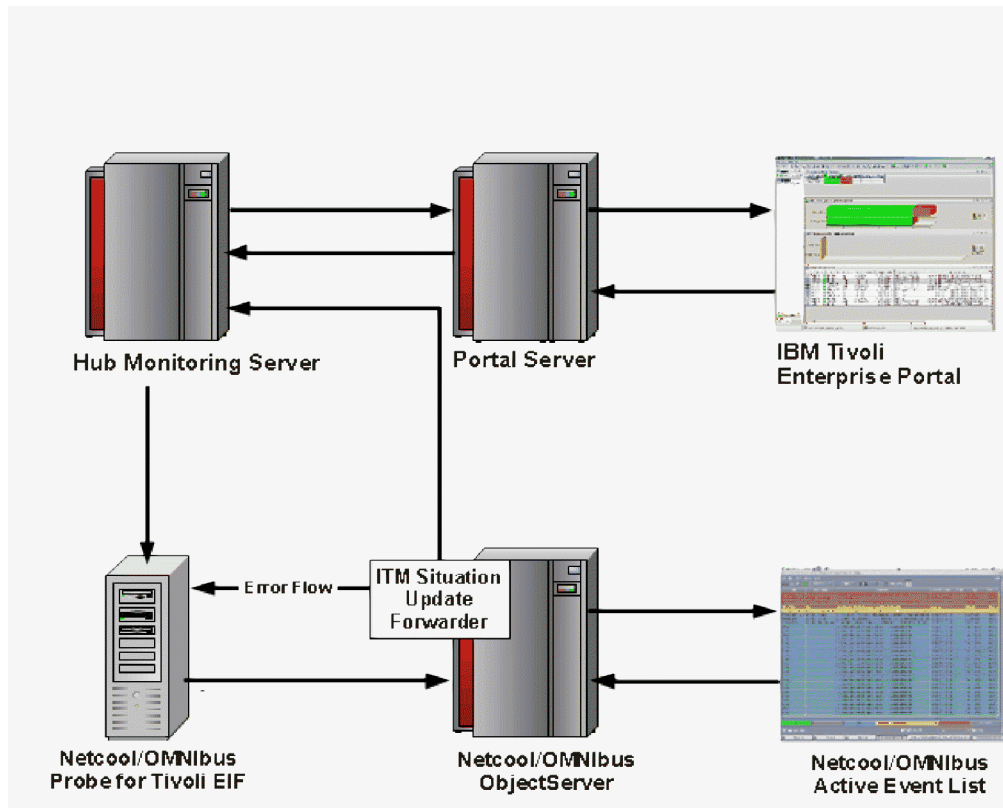 Hub Monitoring Server
Portal Server
IBM Tivoli
Enterprise Portal
Error Flow
ITM Situation
Update
Forwarder
Netcool/OMNIbus
Probe for Tivoli EIF
Netcool/OMNIbus
ObjectServer
Netcool/OMNIbus
Active Event List